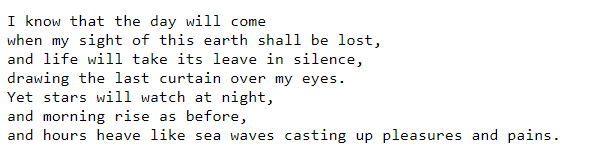 I know that the day will come
when my sight of this earth shall be lost,
and life will take its leave in silence,
drawing the last curtain over my eyes.
Yet stars will watch at night,
and morning rise as before,
and hours heave like sea waves casting up pleasures and pains.